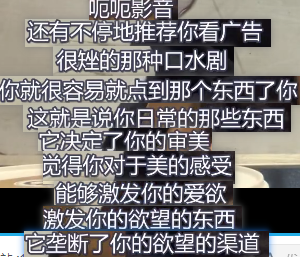 呃呃影音
还有不停地推荐你看广告
很矬的那种口水剧
你就很容易就点到那个东西了你
这就是说你日常的那些东西
它决定了你的审美
觉得你对于美的感受
能够激发你的爱欲
激发你的欲望的东西
它垄断了你的欲望的渠道